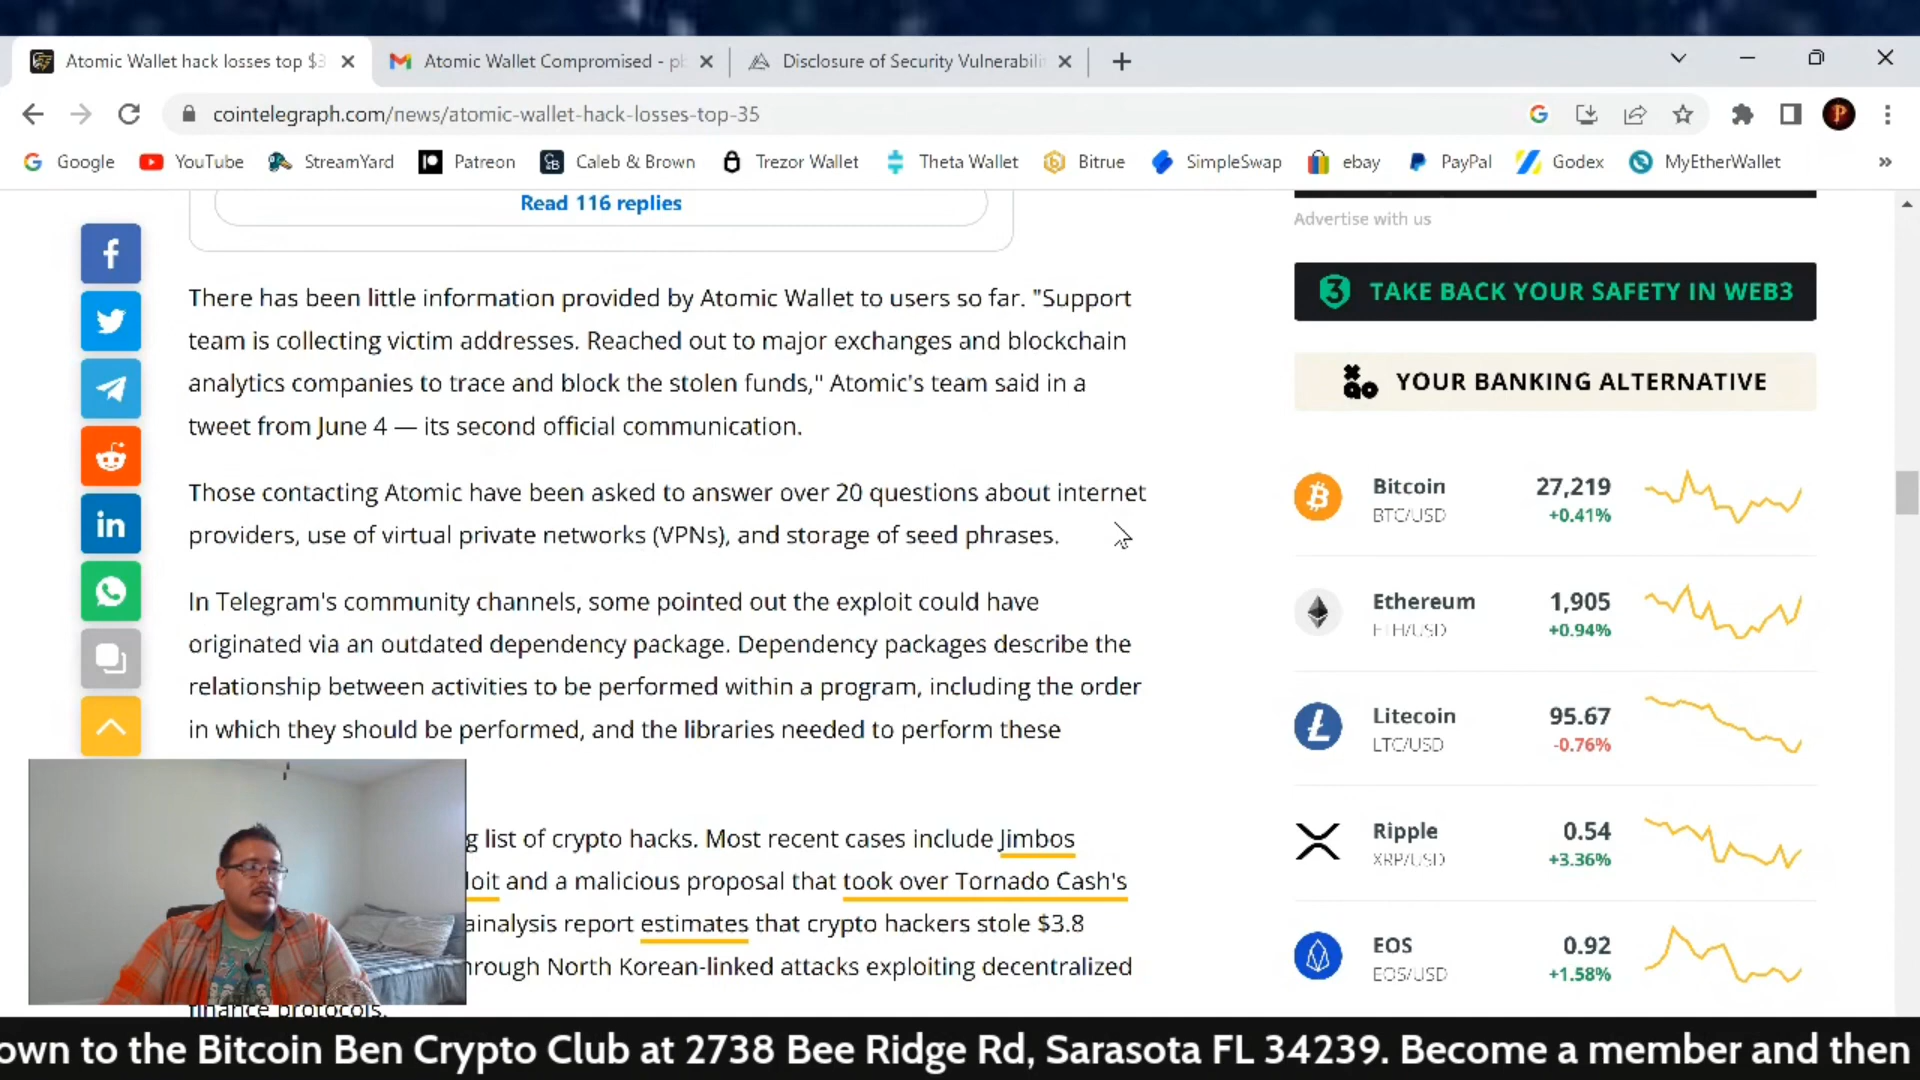 Atomic Wallet hack losses top $3
Atomic Wallet Compromised - pl
Disclosure of Security Vulnerabili
cointelegraph.com/news/atomic-wallet-hack-losses-top-35
Google YouTube StreamYard Patreon Caleb & Brown Trezor Wallet Theta Wallet Bitrue SimpleSwap ebay PayPal Godex MyEtherWallet »
Read 116 replies
There has been little information provided by Atomic Wallet to users so far. "Support
team is collecting victim addresses. Reached out to major exchanges and blockchain
analytics companies to trace and block the stolen funds," Atomic's team said in a
tweet from June 4 — its second official communication.
Those contacting Atomic have been asked to answer over 20 questions about internet
providers, use of virtual private networks (VPNs), and storage of seed phrases.
In Telegram's community channels, some pointed out the exploit could have
originated via an outdated dependency package. Dependency packages describe the
relationship between activities to be performed within a program, including the order
in which they should be performed, and the libraries needed to perform these
g list of crypto hacks. Most recent cases include Jimbos
loit and a malicious proposal that took over Tornado Cash's
ainalysis report estimates that crypto hackers stole $3.8
hrough North Korean-linked attacks exploiting decentralized
finance protocols.
Advertise with us
TAKE BACK YOUR SAFETY IN WEB3
YOUR BANKING ALTERNATIVE
Bitcoin 27,219
BTC/USD +0.41%
Ethereum 1,905
ETH/USD +0.94%
Litecoin 95.67
LTC/USD -0.76%
Ripple 0.54
XRP/USD +3.36%
EOS 0.92
EOS/USD +1.58%
own to the Bitcoin Ben Crypto Club at 2738 Bee Ridge Rd, Sarasota FL 34239. Become a member and then